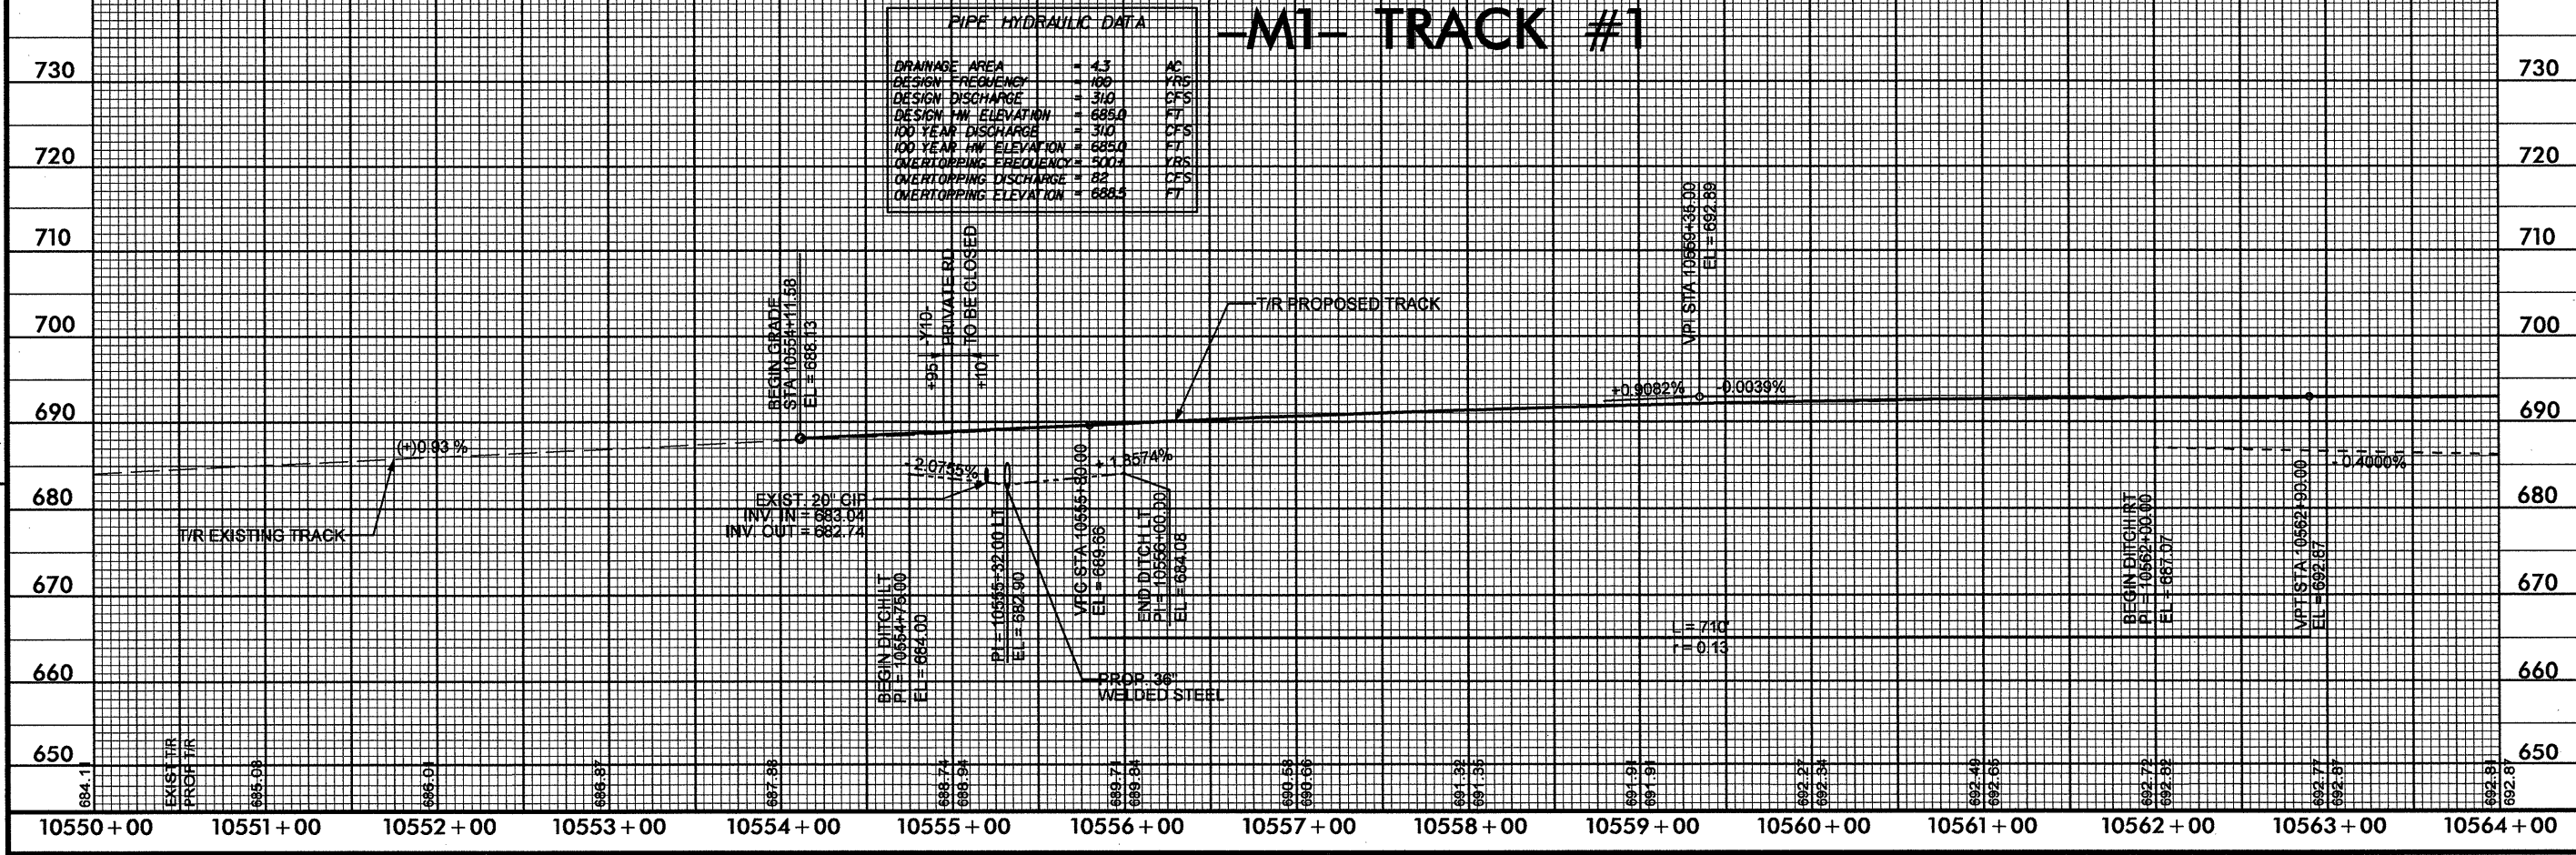 -M1- TRACK #1
PIPE HYDRAULIC DATA
DRAINAGE AREA = 4.3 AC
DESIGN FREQUENCY = 100 YRS
DESIGN DISCHARGE = 31.0 CFS
DESIGN HW ELEVATION = 685.0 FT
100 YEAR DISCHARGE = 31.0 CFS
100 YEAR HW ELEVATION = 685.0 FT
OVERTOPPING FREQUENCY = 500+ YRS
OVERTOPPING DISCHARGE = 82 CFS
OVERTOPPING ELEVATION = 688.5 FT
730 730
720 720
710 710
700 700
690 690
680 680
670 670
660 660
650 650
BEGIN GRADE
STA 10554+11.58
EL = 688.13
-Y10-
PRIVATE RD
TO BE CLOSED
+95
+10
T/R PROPOSED TRACK
VPI STA 10559+35.00
EL = 692.89
+0.9082% -0.0039%
(+)0.93 %
T/R EXISTING TRACK
- 2.0755%
+ 1.8574%
EXIST. 20" CIP
INV. IN = 683.04
INV. OUT = 682.74
BEGIN DITCH LT
PI = 10554+75.00
EL = 684.00
PI = 10555+32.00 LT
EL = 682.90
VPC STA 10555+80.00
EL = 689.66
END DITCH LT
PI = 10556+00.00
EL = 684.08
PROP. 36"
WELDED STEEL
L = 710'
r = 0.13
BEGIN DITCH RT
PI = 10562+00.00
EL = 687.07
VPT STA 10562+90.00
EL = 692.87
- 0.4000%
EXIST T/R
PROP T/R
684.11
685.08
686.01
686.87
687.88
688.74
688.94
689.71
689.84
690.58
690.66
691.32
691.35
691.91
691.91
692.27
692.34
692.49
692.65
692.72
692.82
692.77
692.87
692.81
692.87
10550+00 10551+00 10552+00 10553+00 10554+00 10555+00 10556+00 10557+00 10558+00 10559+00 10560+00 10561+00 10562+00 10563+00 10564+00